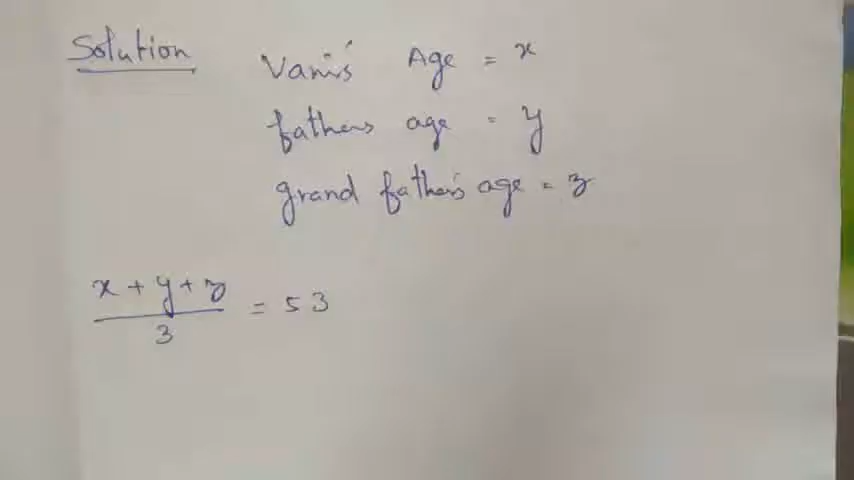 Solution
Vani's Age = x
fathers age = y
grand father's age = z
x + y + z
3
= 53